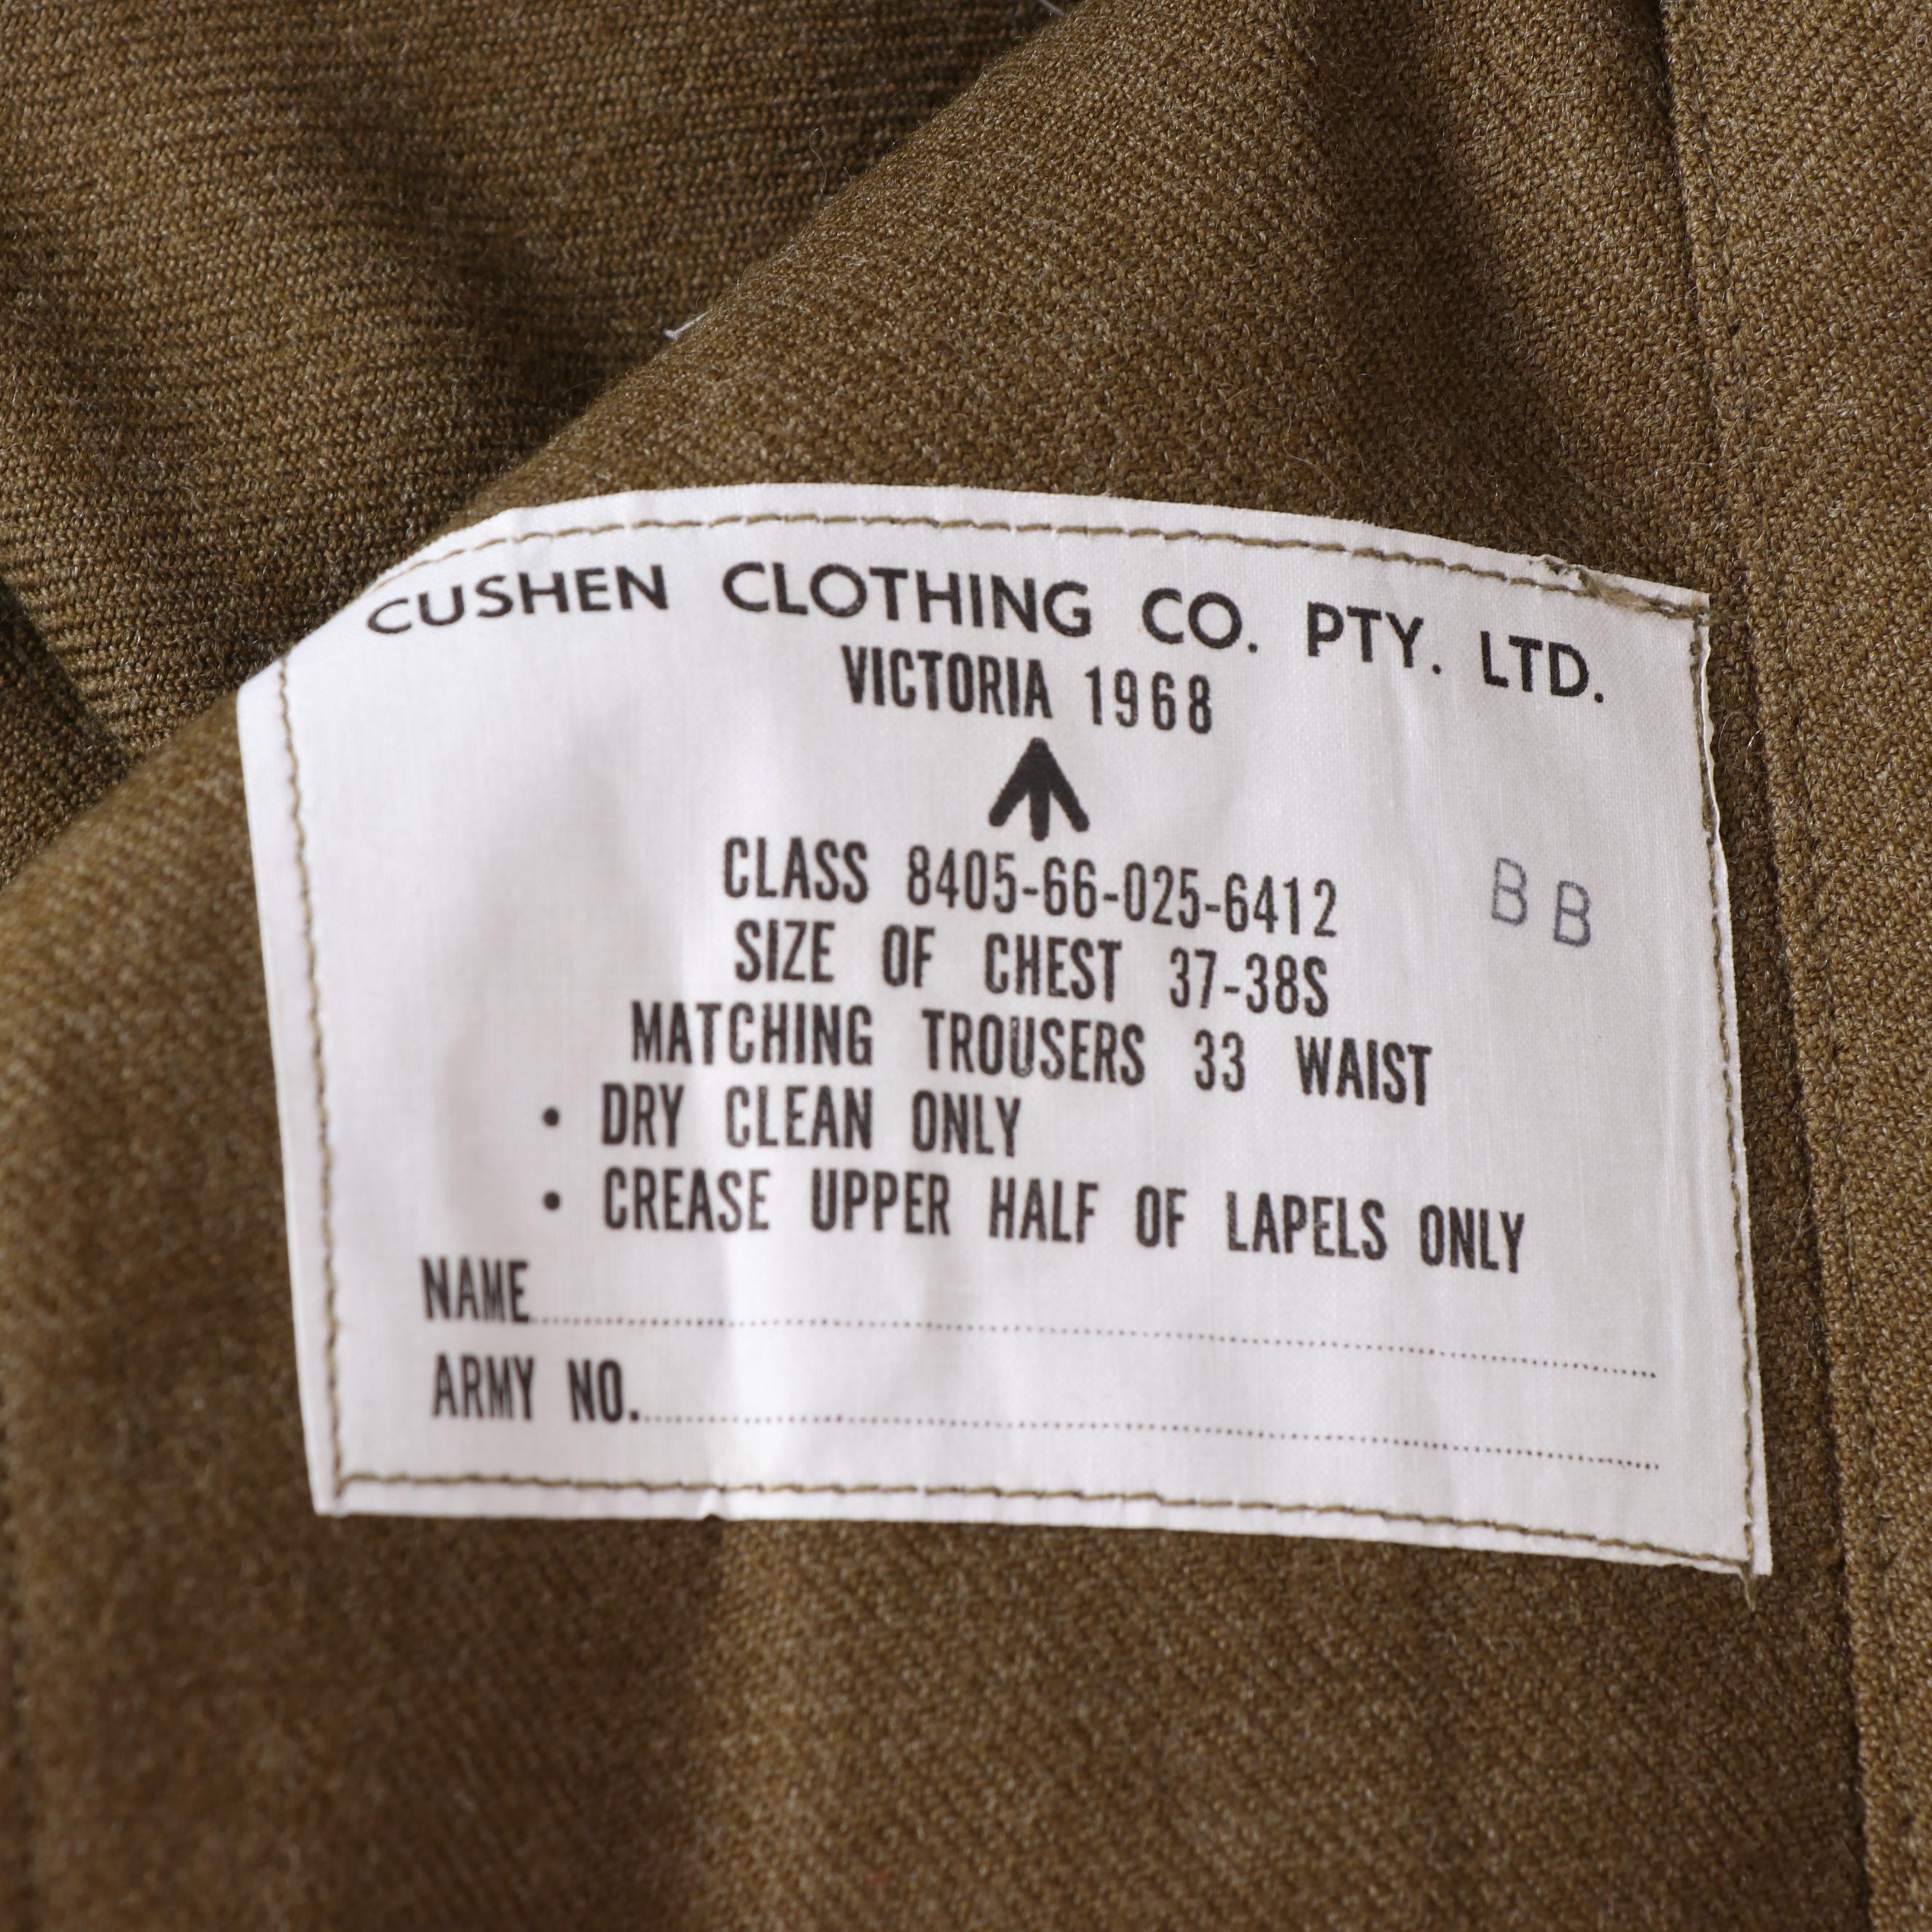 CUSHEN CLOTHING CO. PTY. LTD.
VICTORIA 1968
CLASS 8405-66-025-6412
BB
SIZE OF CHEST 37-38S
MATCHING TROUSERS 33 WAIST
• DRY CLEAN ONLY
• CREASE UPPER HALF OF LAPELS ONLY
NAME
ARMY NO.